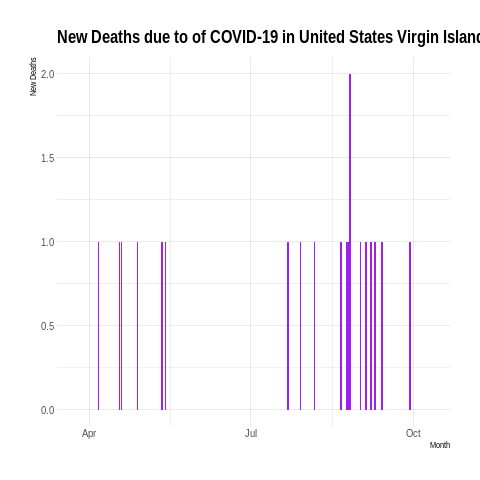 New Deaths due to of COVID-19 in United States Virgin Island
New Deaths
2.0
1.5
1.0
0.5
0.0
Apr
Jul
Oct
Month